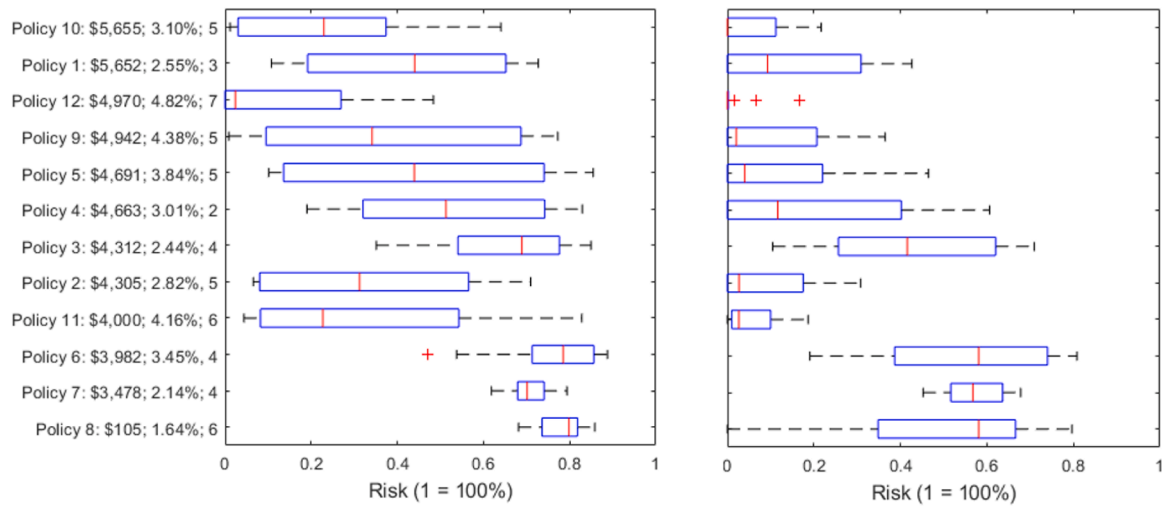 Policy 10: $5,655; 3.10%; 5
Policy 1: $5,652; 2.55%; 3
Policy 12: $4,970; 4.82%; 7
Policy 9: $4,942; 4.38%; 5
Policy 5: $4,691; 3.84%; 5
Policy 4: $4,663; 3.01%; 2
Policy 3: $4,312; 2.44%; 4
Policy 2: $4,305; 2.82%, 5
Policy 11: $4,000; 4.16%; 6
Policy 6: $3,982; 3.45%, 4
Policy 7: $3,478; 2.14%; 4
Policy 8: $105; 1.64%; 6
0 0.2 0.4 0.6 0.8 1
Risk (1 = 100%)
0 0.2 0.4 0.6 0.8 1
Risk (1 = 100%)